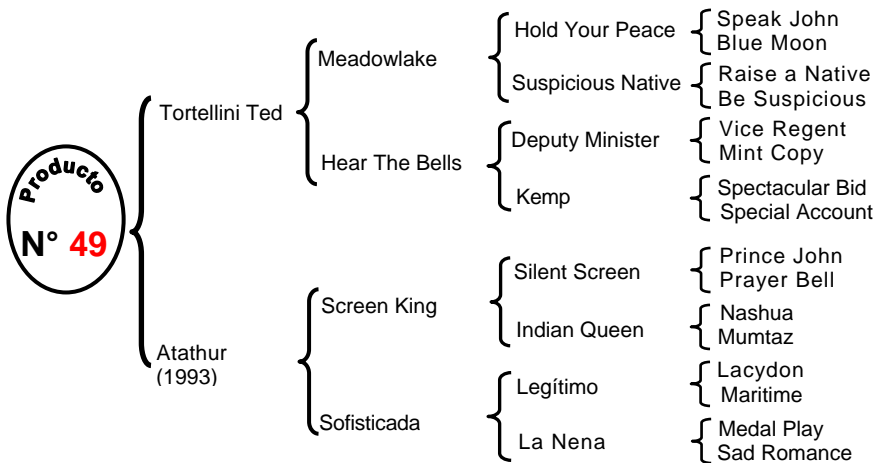 Producto
N° 49
Tortellini Ted
Atathur
(1993)
Meadowlake
Hear The Bells
Screen King
Sofisticada
Hold Your Peace
Suspicious Native
Deputy Minister
Kemp
Silent Screen
Indian Queen
Legítimo
La Nena
Speak John
Blue Moon
Raise a Native
Be Suspicious
Vice Regent
Mint Copy
Spectacular Bid
Special Account
Prince John
Prayer Bell
Nashua
Mumtaz
Lacydon
Maritime
Medal Play
Sad Romance